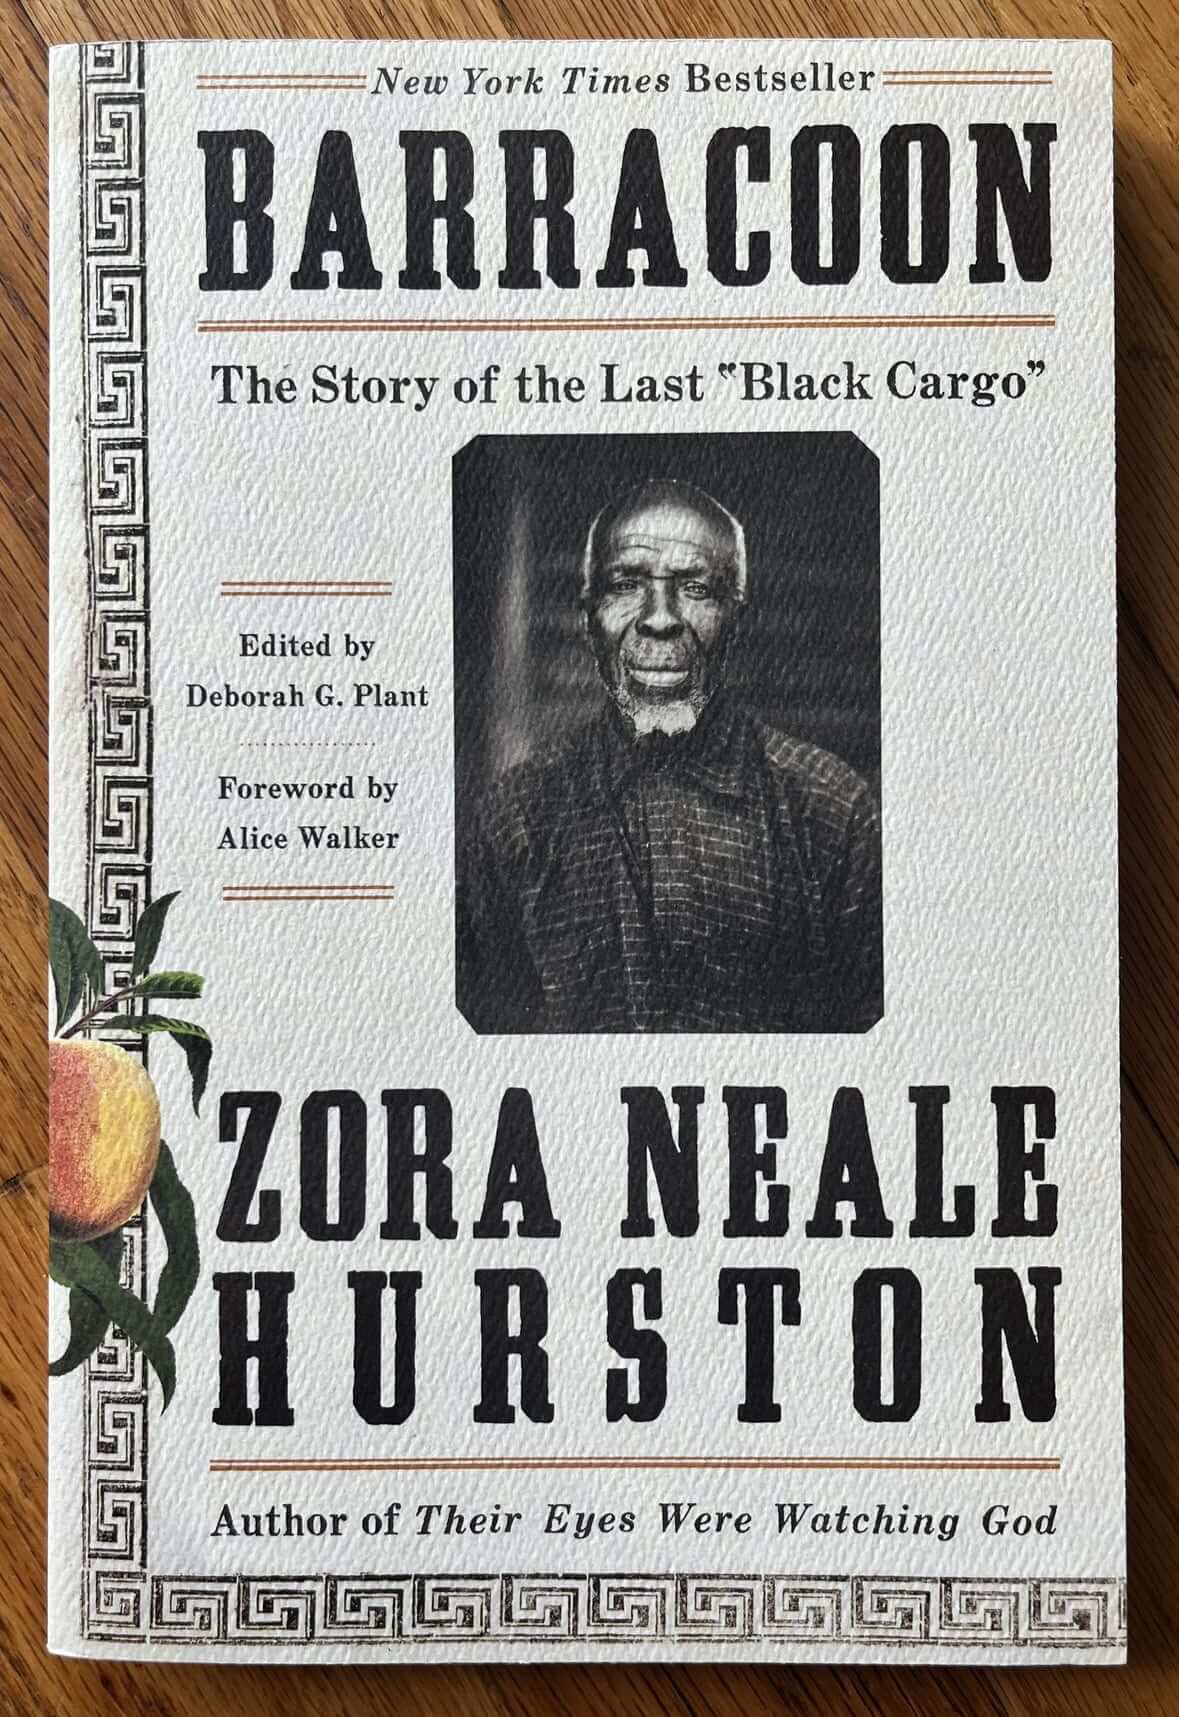 New York Times Bestseller
BARRACOON
The Story of the Last "Black Cargo"
Edited by
Deborah G. Plant
Foreword by
Alice Walker
ZORA NEALE
HURSTON
Author of Their Eyes Were Watching God